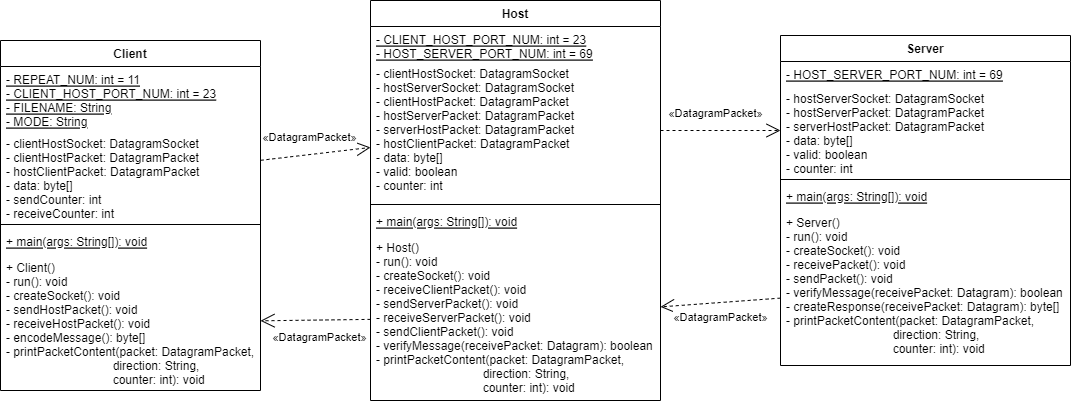 Client
- REPEAT_NUM: int = 11
- CLIENT_HOST_PORT_NUM: int = 23
- FILENAME: String
- MODE: String
- clientHostSocket: DatagramSocket
- clientHostPacket: DatagramPacket
- hostClientPacket: DatagramPacket
- data: byte[]
- sendCounter: int
- receiveCounter: int
+ main(args: String[]): void
+ Client()
- run(): void
- createSocket(): void
- sendHostPacket(): void
- receiveHostPacket(): void
- encodeMessage(): byte[]
- printPacketContent(packet: DatagramPacket,
direction: String,
counter: int): void
«DatagramPacket»
«DatagramPacket»
Host
- CLIENT_HOST_PORT_NUM: int = 23
- HOST_SERVER_PORT_NUM: int = 69
- clientHostSocket: DatagramSocket
- hostServerSocket: DatagramSocket
- clientHostPacket: DatagramPacket
- hostServerPacket: DatagramPacket
- serverHostPacket: DatagramPacket
- hostClientPacket: DatagramPacket
- data: byte[]
- valid: boolean
- counter: int
+ main(args: String[]): void
+ Host()
- run(): void
- createSocket(): void
- receiveClientPacket(): void
- sendServerPacket(): void
- receiveServerPacket(): void
- sendClientPacket(): void
- verifyMessage(receivePacket: Datagram): boolean
- printPacketContent(packet: DatagramPacket,
direction: String,
counter: int): void
«DatagramPacket»
«DatagramPacket»
Server
- HOST_SERVER_PORT_NUM: int = 69
- hostServerSocket: DatagramSocket
- hostServerPacket: DatagramPacket
- serverHostPacket: DatagramPacket
- data: byte[]
- valid: boolean
- counter: int
+ main(args: String[]): void
+ Server()
- run(): void
- createSocket(): void
- receivePacket(): void
- sendPacket(): void
- verifyMessage(receivePacket: Datagram): boolean
- createResponse(receivePacket: Datagram): byte[]
- printPacketContent(packet: DatagramPacket,
direction: String,
counter: int): void